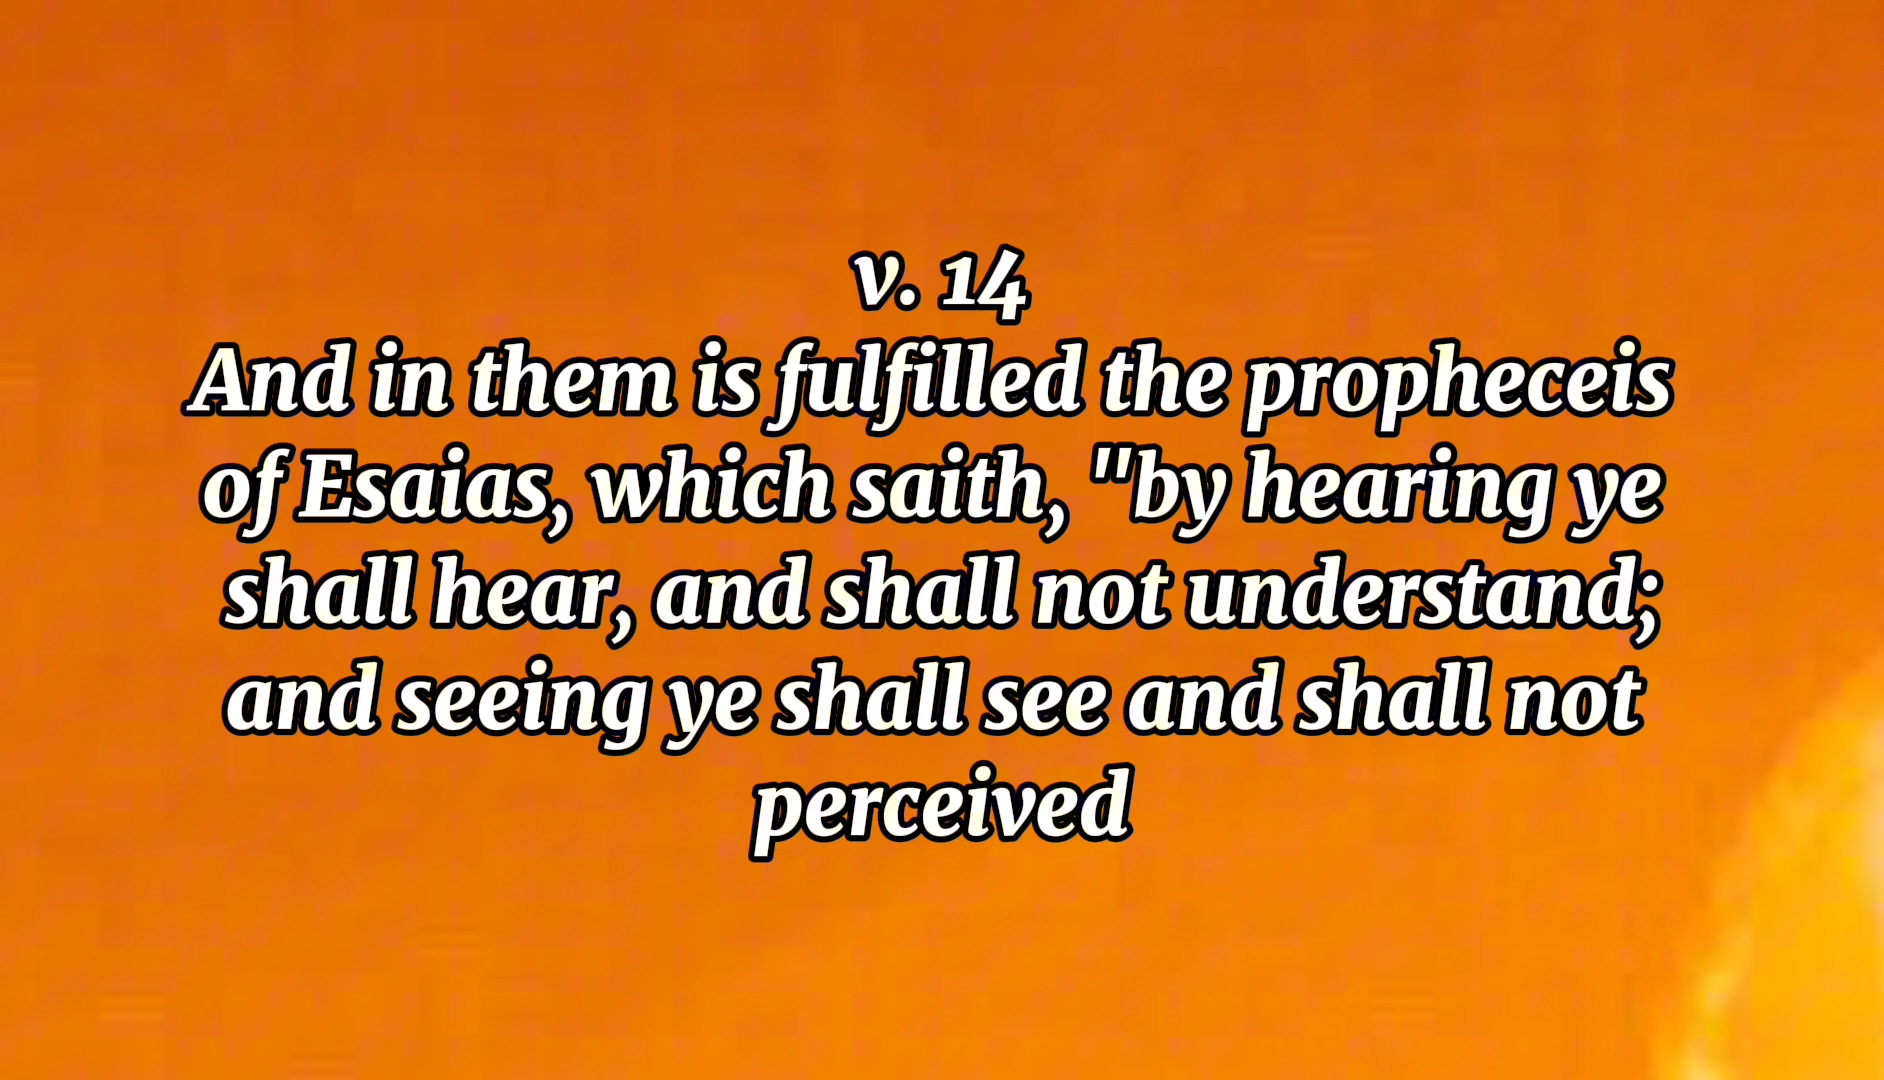 v. 14
And in them is fulfilled the propheceis
of Esaias, which saith, "by hearing ye
shall hear, and shall not understand;
and seeing ye shall see and shall not
perceived